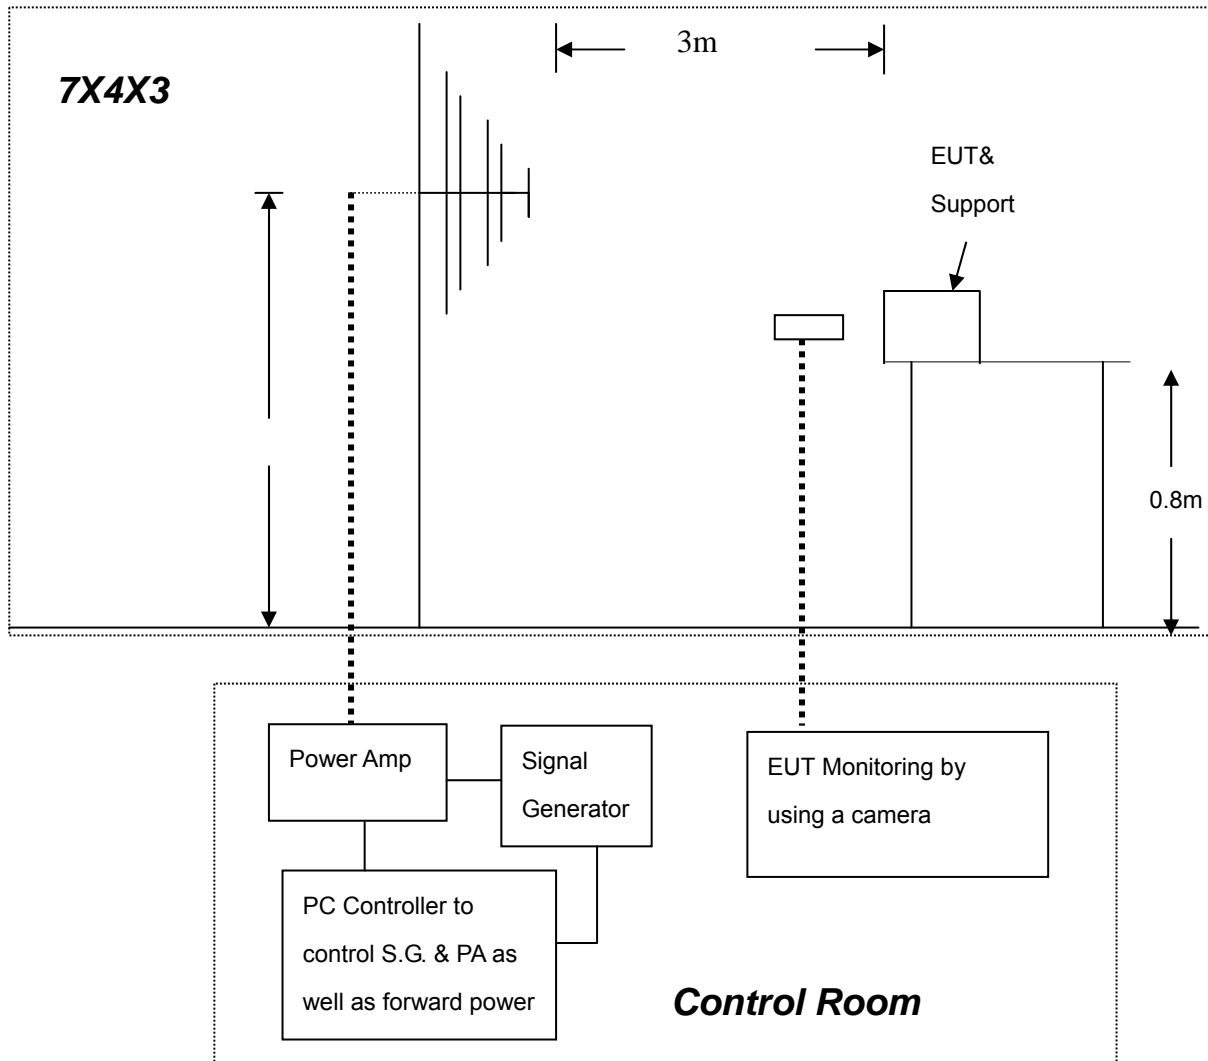 3m
7X4X3
EUT&
Support
0.8m
Power Amp
Signal
Generator
EUT Monitoring by
using a camera
PC Controller to
control S.G. & PA as
well as forward power
Control Room